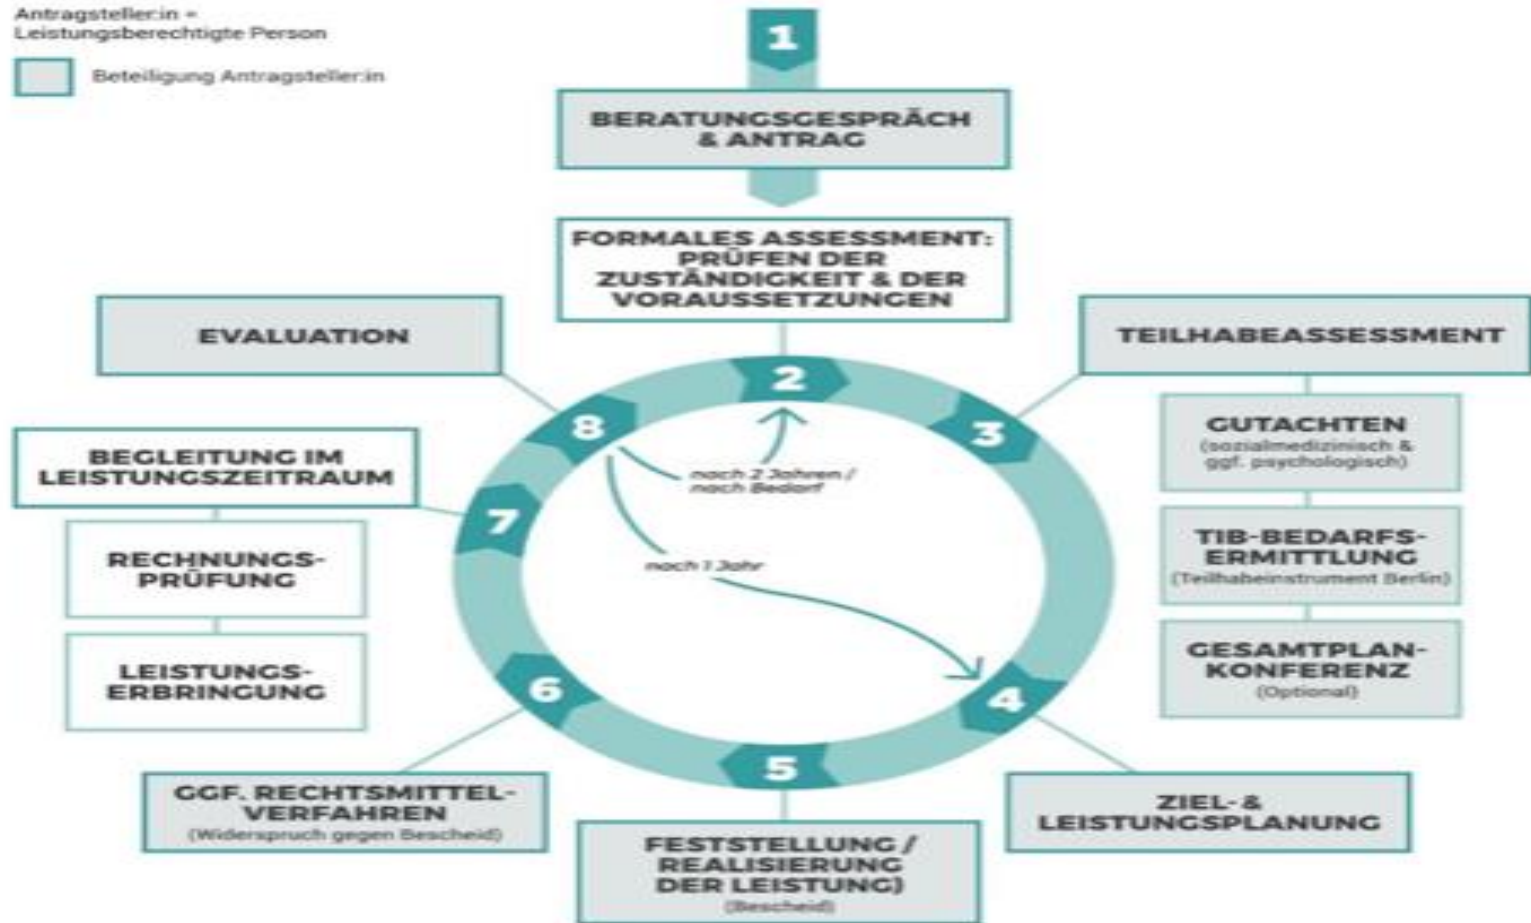 Antragsteller:in =
Leistungsberechtigte Person
Beteiligung Antragsteller:in
1
BERATUNGSGESPRÄCH
& ANTRAG
FORMALES ASSESSMENT:
PRÜFEN DER
ZUSTÄNDIGKEIT & DER
VORAUSSETZUNGEN
2
TEILHABEASSESSMENT
3
GUTACHTEN
(sozialmedizinisch &
ggf. psychologisch)
TIB-BEDARFS-
ERMITTLUNG
(Teilhabeinstrument Berlin)
GESAMTPLAN-
KONFERENZ
(Optional)
4
ZIEL- &
LEISTUNGSPLANUNG
5
FESTSTELLUNG /
REALISIERUNG
DER LEISTUNG)
(Bescheid)
6
GGF. RECHTSMITTEL-
VERFAHREN
(Widerspruch gegen Bescheid)
7
BEGLEITUNG IM
LEISTUNGSZEITRAUM
RECHNUNGS-
PRÜFUNG
LEISTUNGS-
ERBRINGUNG
8
EVALUATION
nach 2 Jahren /
nach Bedarf
nach 1 Jahr